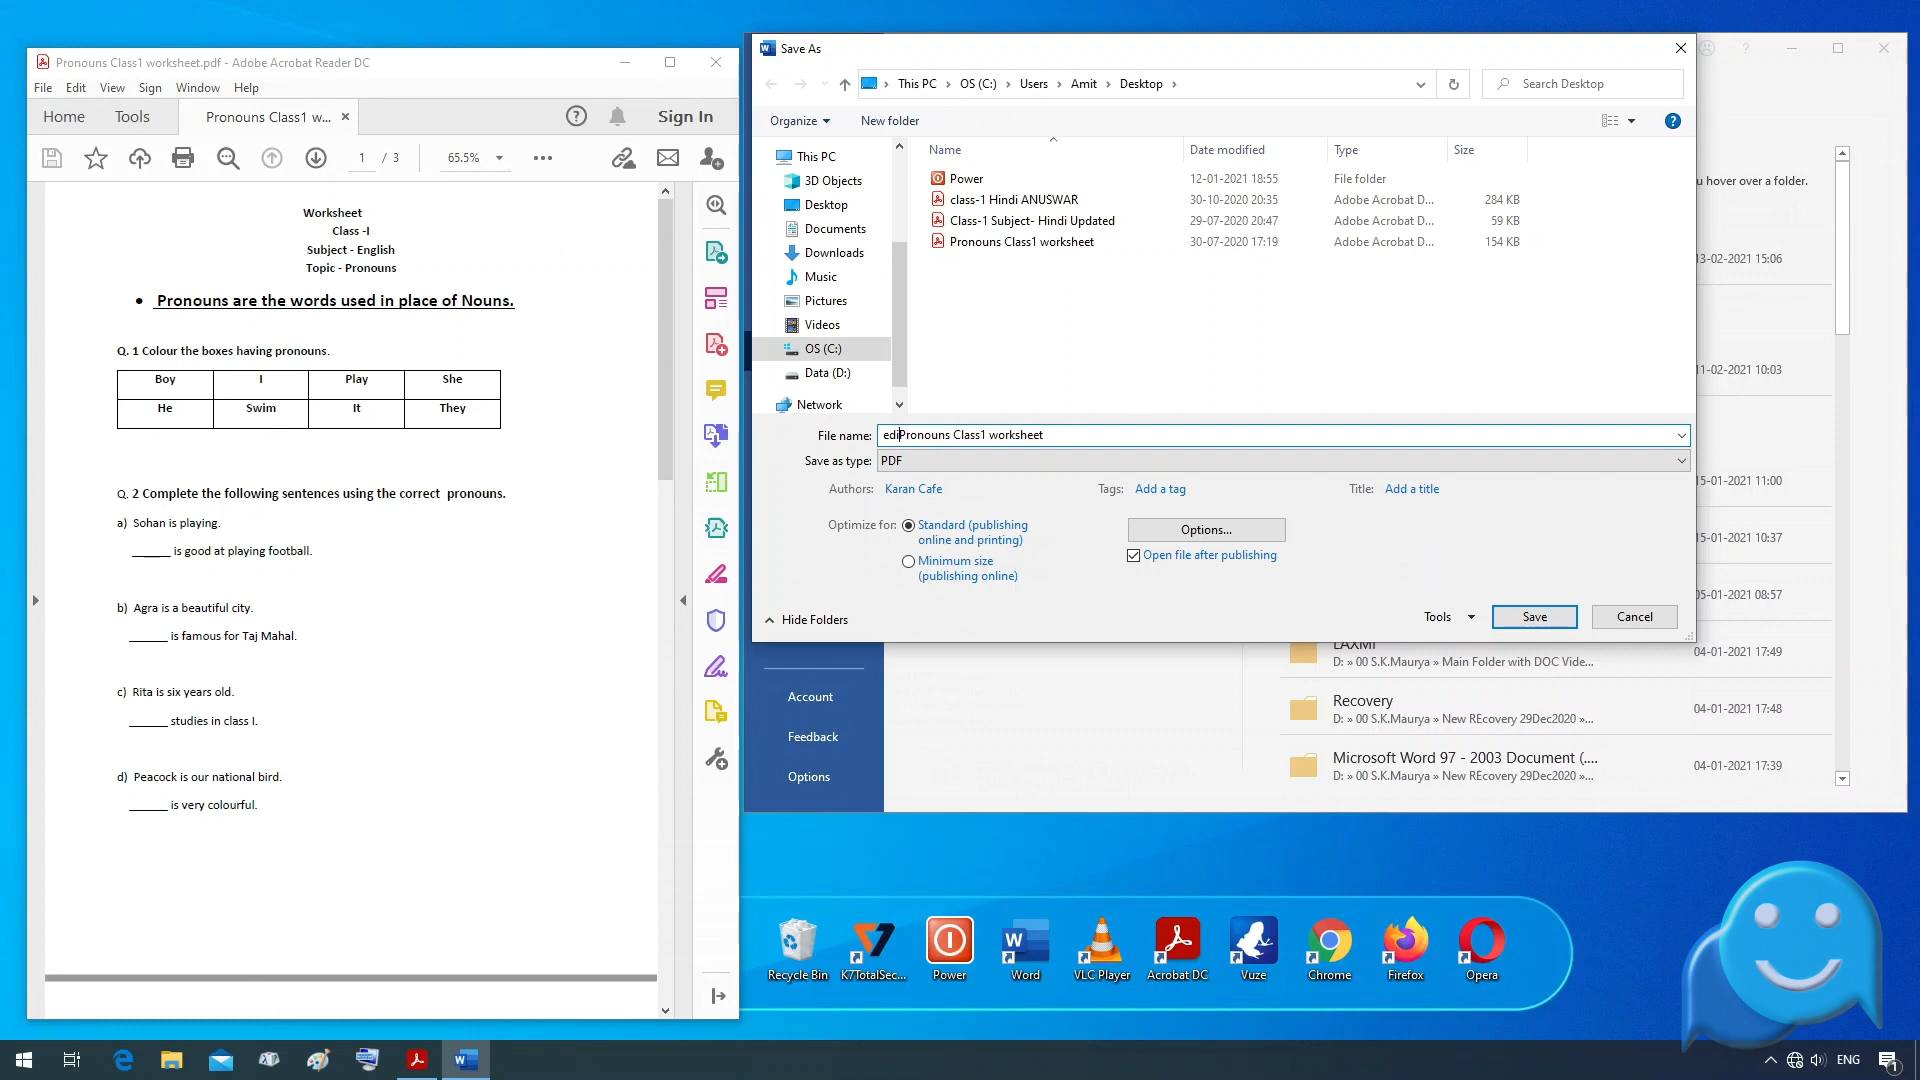 Pronouns Class1 worksheet.pdf - Adobe Acrobat Reader DC
File Edit View Sign Window Help
Home Tools Pronouns Class1 w... Sign In
1 / 3 65.5%
Worksheet
Class -I
Subject - English
Topic - Pronouns
• Pronouns are the words used in place of Nouns.
Q. 1 Colour the boxes having pronouns.
Boy I Play She
He Swim It They
Q. 2 Complete the following sentences using the correct pronouns.
a) Sohan is playing.
______ is good at playing football.
b) Agra is a beautiful city.
______ is famous for Taj Mahal.
c) Rita is six years old.
______ studies in class I.
d) Peacock is our national bird.
______ is very colourful.
Save As
This PC › OS (C:) › Users › Amit › Desktop ›
Search Desktop
Organize New folder
This PC
3D Objects
Desktop
Documents
Downloads
Music
Pictures
Videos
OS (C:)
Data (D:)
Network
Name Date modified Type Size
Power 12-01-2021 18:55 File folder
class-1 Hindi ANUSWAR 30-10-2020 20:35 Adobe Acrobat D... 284 KB
Class-1 Subject- Hindi Updated 29-07-2020 20:47 Adobe Acrobat D... 59 KB
Pronouns Class1 worksheet 30-07-2020 17:19 Adobe Acrobat D... 154 KB
File name: ediPronouns Class1 worksheet
Save as type: PDF
Authors: Karan Cafe Tags: Add a tag Title: Add a title
Optimize for: Standard (publishing online and printing)
Minimum size (publishing online)
Options...
Open file after publishing
Hide Folders
Tools Save Cancel
u hover over a folder.
13-02-2021 15:06
11-02-2021 10:03
15-01-2021 11:00
15-01-2021 10:37
05-01-2021 08:57
LAXMI
D: » 00 S.K.Maurya » Main Folder with DOC Vide...
04-01-2021 17:49
Recovery
D: » 00 S.K.Maurya » New REcovery 29Dec2020 »...
04-01-2021 17:48
Microsoft Word 97 - 2003 Document (....
D: » 00 S.K.Maurya » New REcovery 29Dec2020 »...
04-01-2021 17:39
Account
Feedback
Options
Recycle Bin K7TotalSec... Power Word VLC Player Acrobat DC Vuze Chrome Firefox Opera
ENG 1